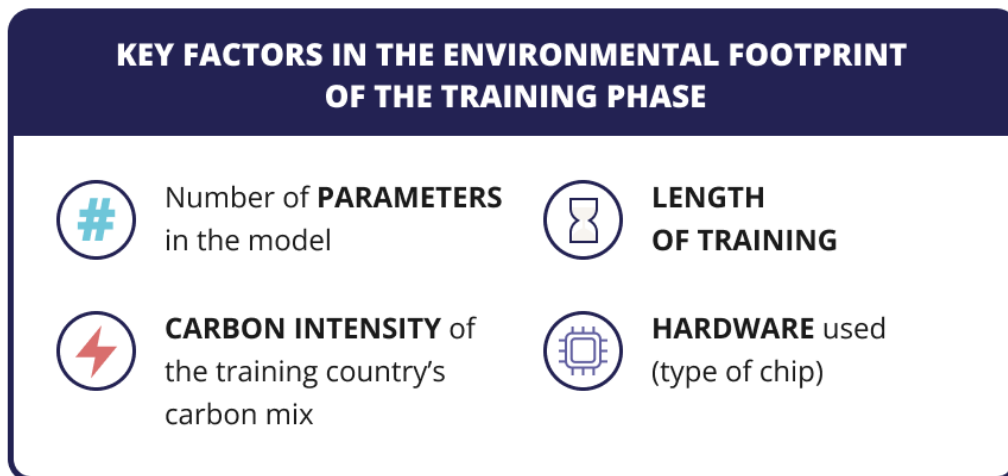 KEY FACTORS IN THE ENVIRONMENTAL FOOTPRINT
OF THE TRAINING PHASE
Number of PARAMETERS
in the model
LENGTH
OF TRAINING
CARBON INTENSITY of
the training country’s
carbon mix
HARDWARE used
(type of chip)